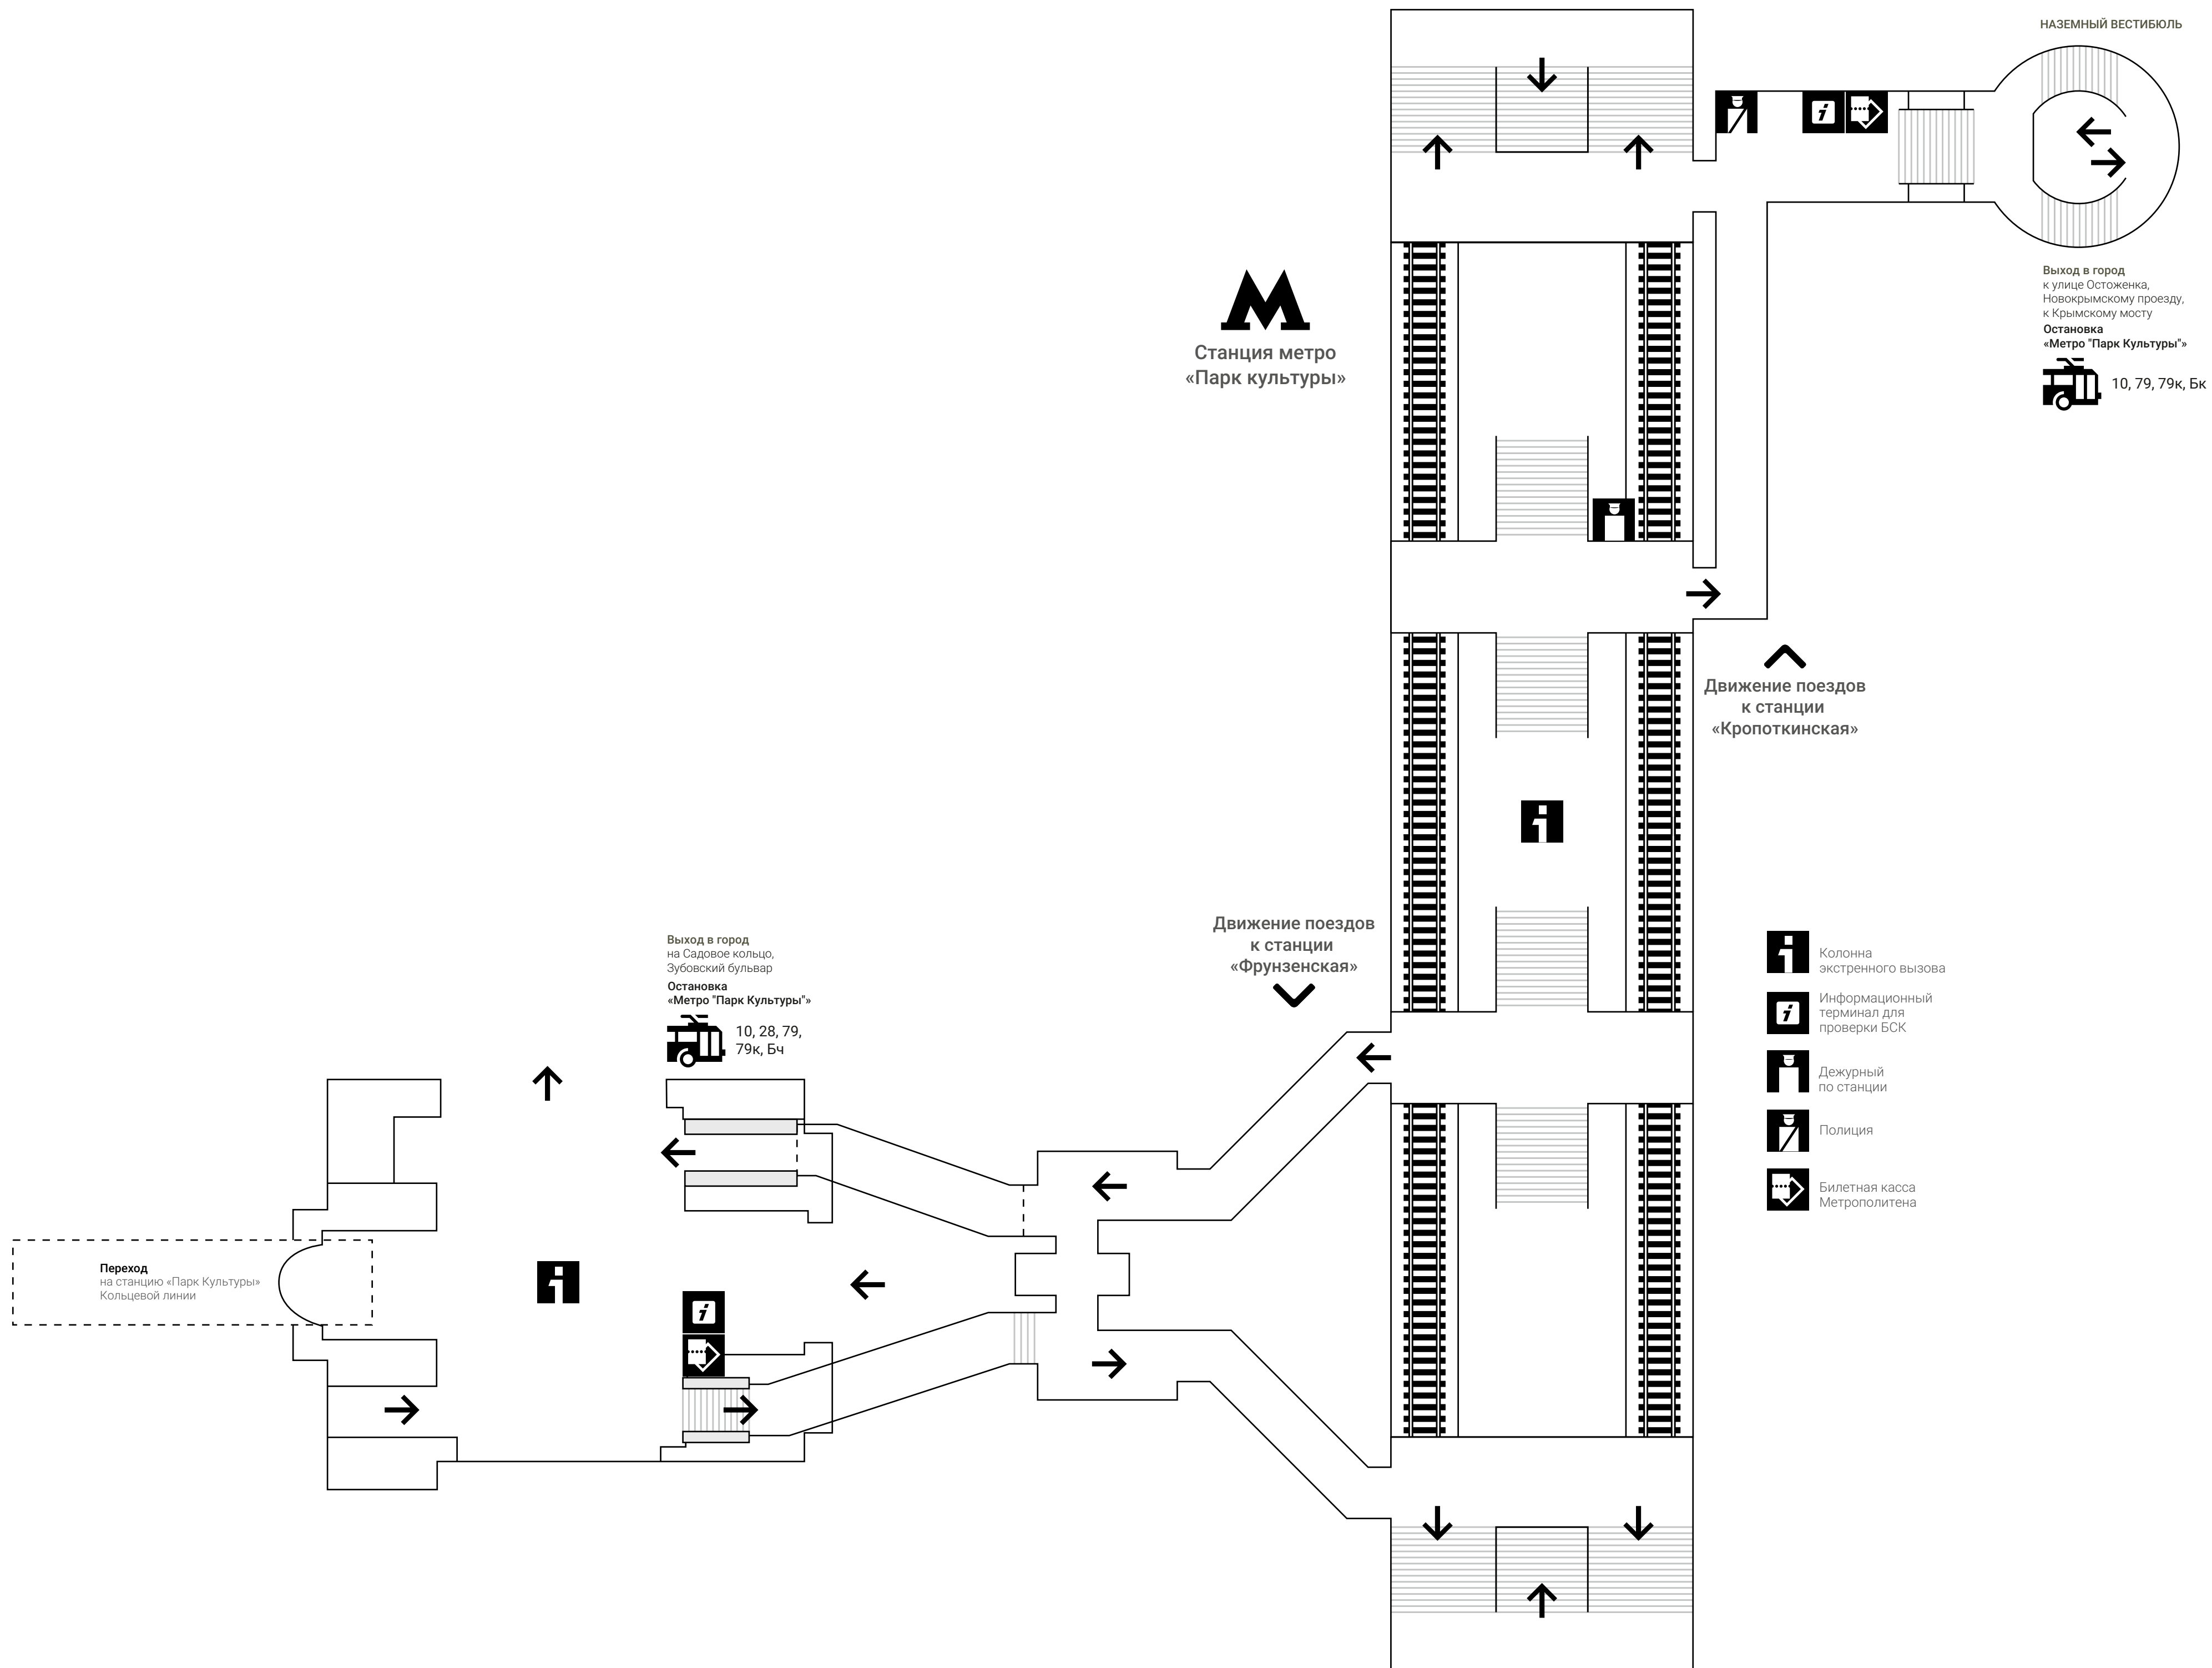 НАЗЕМНЫЙ ВЕСТИБЮЛЬ
Выход в город
к улице Остоженка,
Новокрымскому проезду,
к Крымскому мосту
Остановка
«Метро "Парк Культуры"»
10, 79, 79к, Бк
Станция метро
«Парк культуры»
Движение поездов
к станции
«Кропоткинская»
Движение поездов
к станции
«Фрунзенская»
Выход в город
на Садовое кольцо,
Зубовский бульвар
Остановка
«Метро "Парк Культуры"»
10, 28, 79,
79к, Бч
Колонна
экстренного вызова
Информационный
терминал для
проверки БСК
Дежурный
по станции
Полиция
Билетная касса
Метрополитена
Переход
на станцию «Парк Культуры»
Кольцевой линии